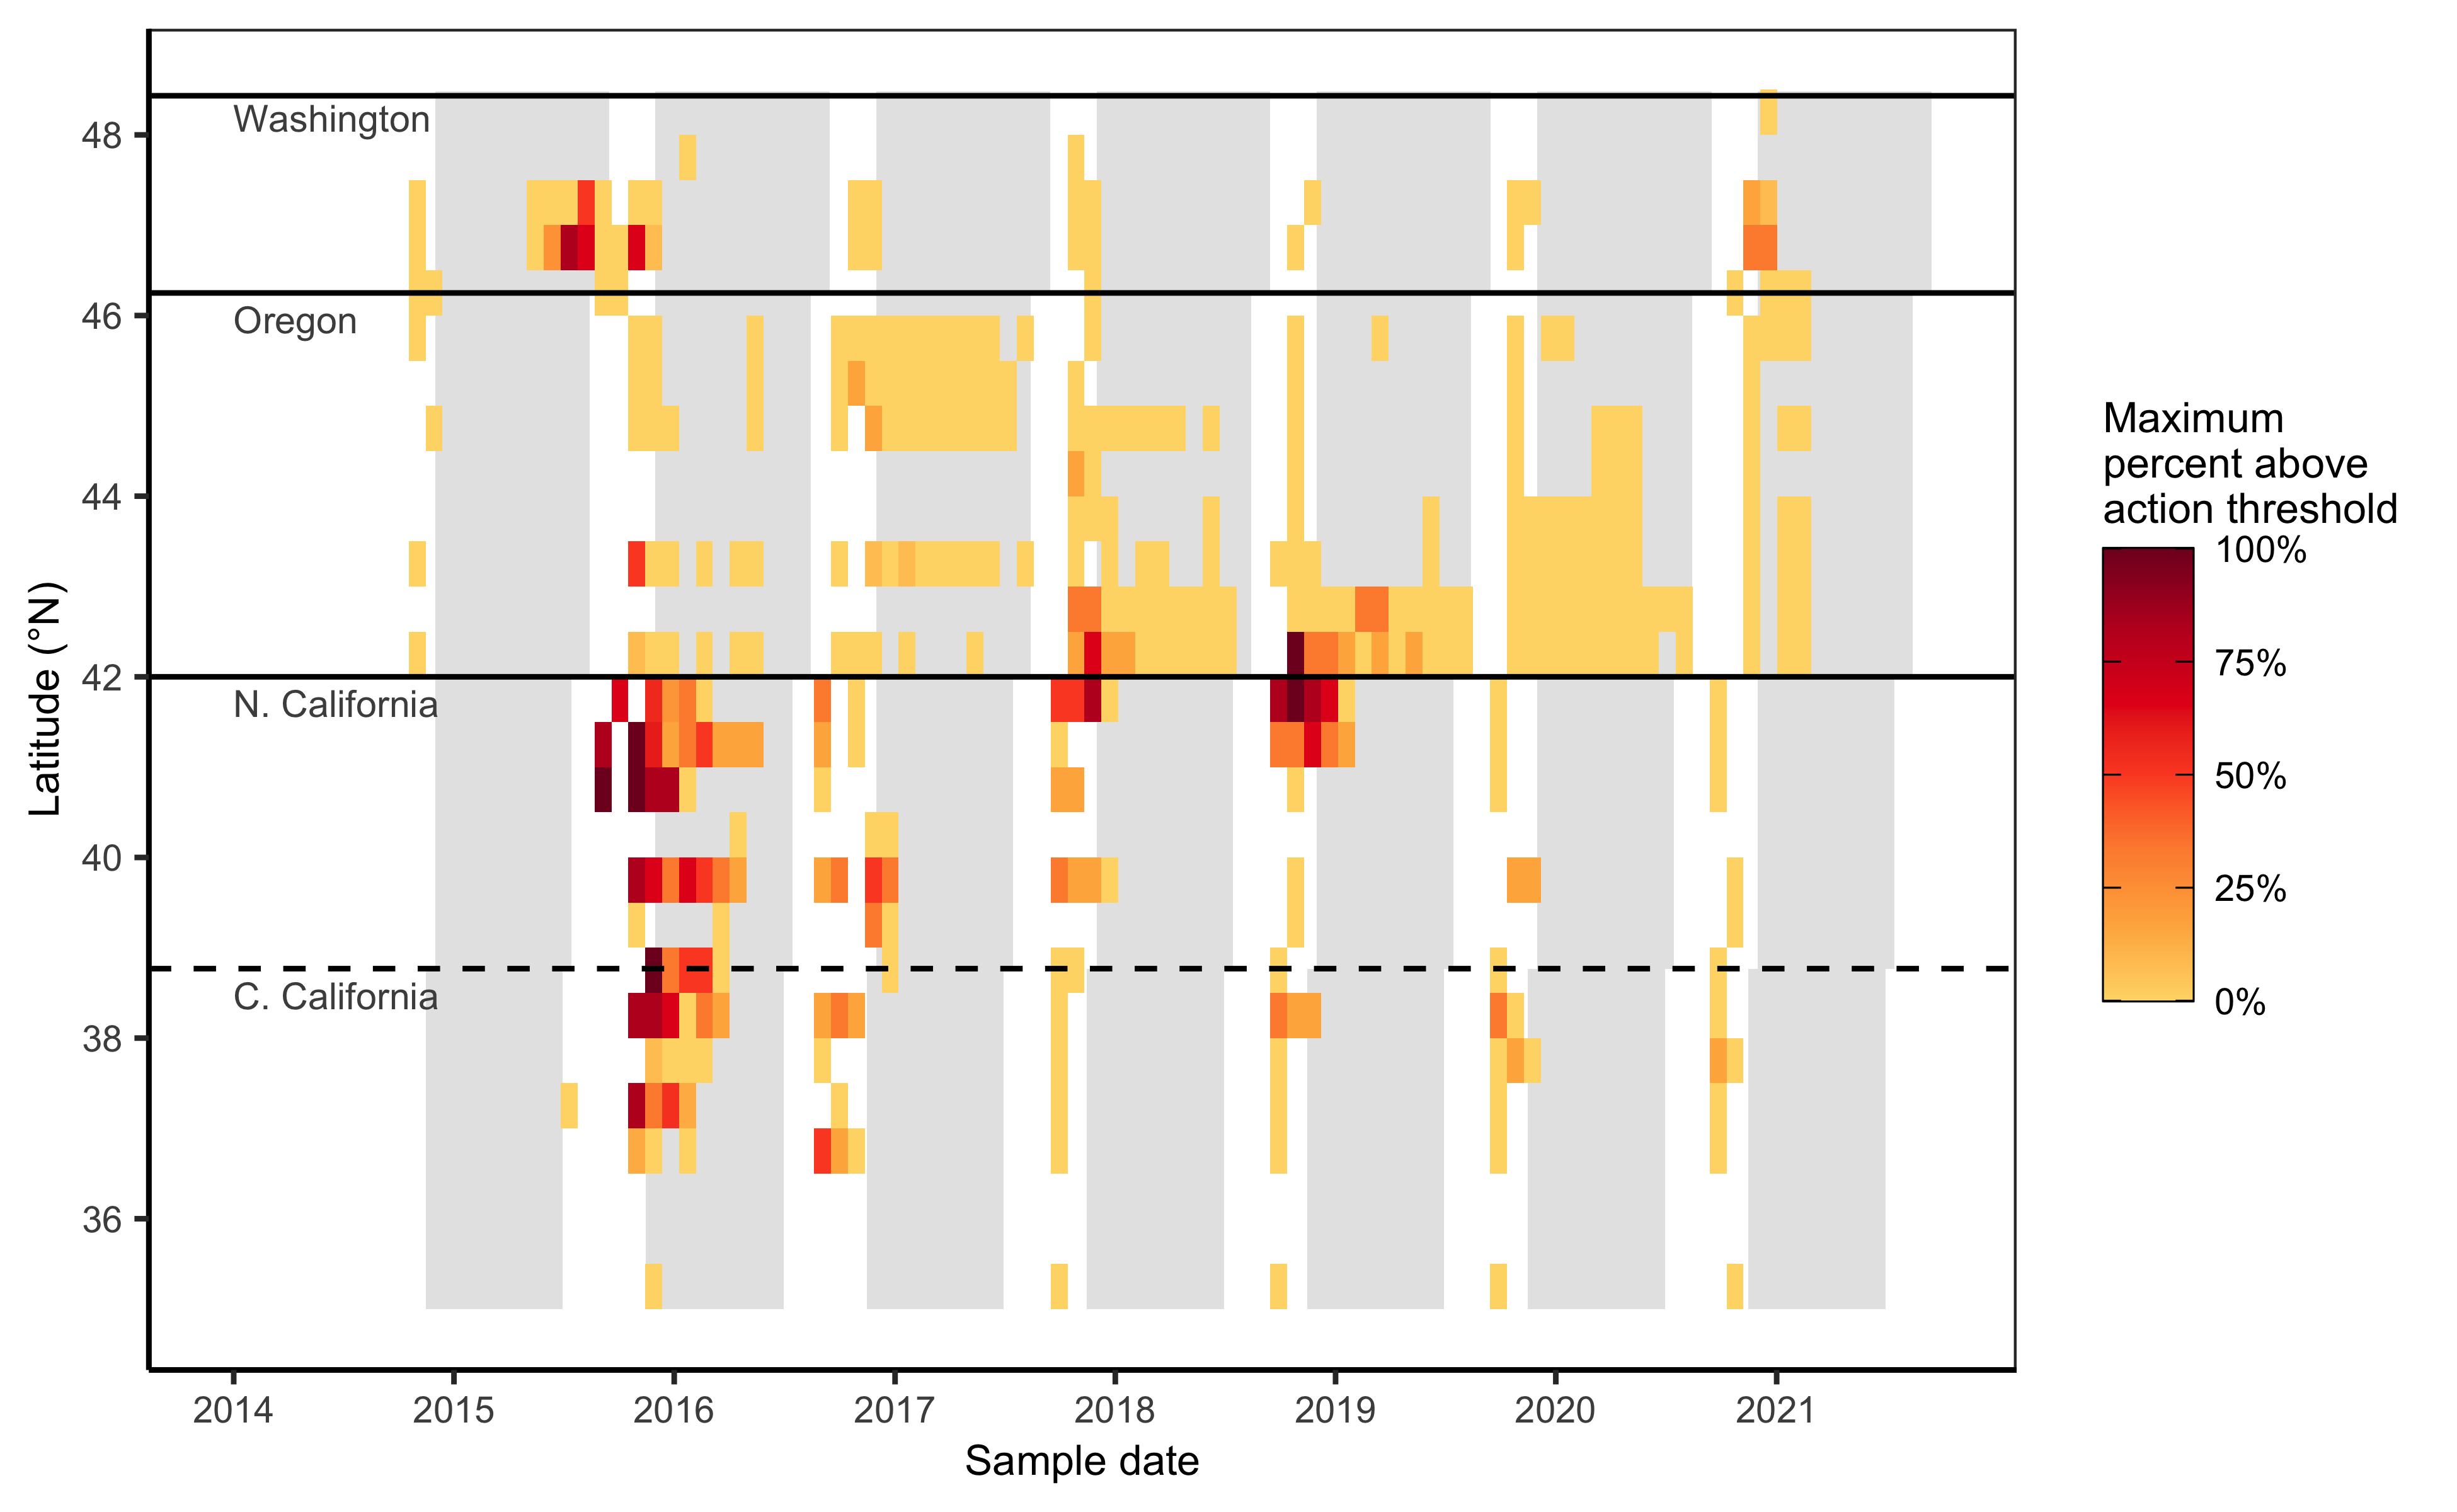 Washington
48
46
Oregon
44
42
N. California
40
C. California
38
36
Latitude (°N)
2014 2015 2016 2017 2018 2019 2020 2021
Sample date
Maximum
percent above
action threshold
100%
75%
50%
25%
0%